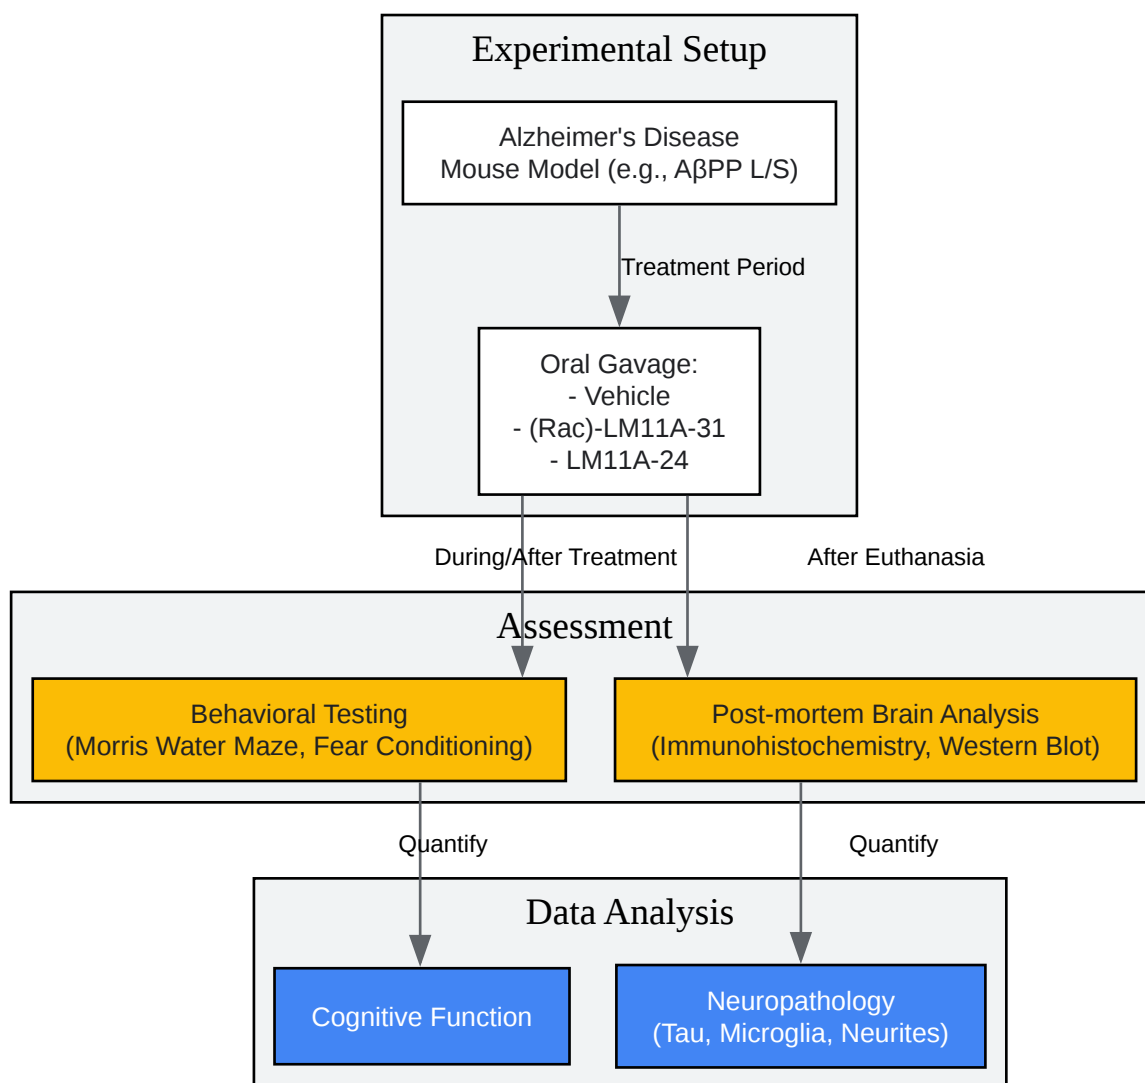 Experimental Setup
Alzheimer's Disease
Mouse Model (e.g., AβPP L/S)
Treatment Period
Oral Gavage:
- Vehicle
- (Rac)-LM11A-31
- LM11A-24
During/After Treatment
After Euthanasia
Assessment
Behavioral Testing
(Morris Water Maze, Fear Conditioning)
Post-mortem Brain Analysis
(Immunohistochemistry, Western Blot)
Quantify
Quantify
Data Analysis
Cognitive Function
Neuropathology
(Tau, Microglia, Neurites)